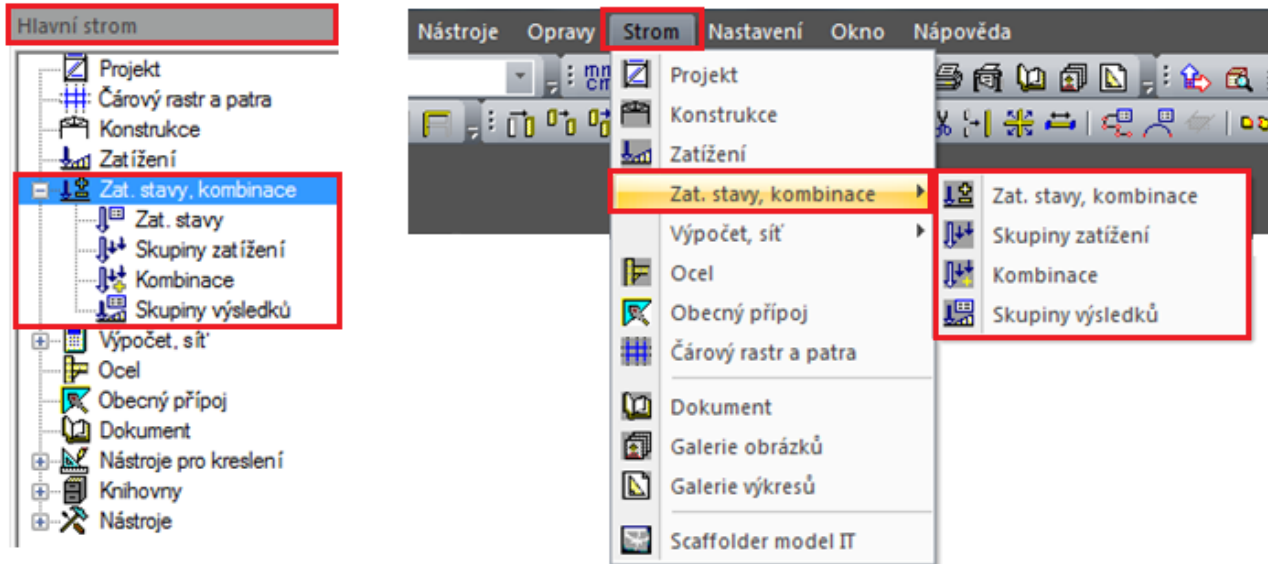 Hlavní strom
Projekt
Čárový rastr a patra
Konstrukce
Zatížení
Zat. stavy, kombinace
Zat. stavy
Skupiny zatížení
Kombinace
Skupiny výsledků
Výpočet, síť
Ocel
Obecný přípoj
Dokument
Nástroje pro kreslení
Knihovny
Nástroje
Nástroje Opravy Strom Nastavení Okno Nápověda
Projekt
Konstrukce
Zatížení
Zat. stavy, kombinace
Výpočet, síť
Ocel
Obecný přípoj
Čárový rastr a patra
Dokument
Galerie obrázků
Galerie výkresů
Scaffolder model IT
Zat. stavy, kombinace
Skupiny zatížení
Kombinace
Skupiny výsledků